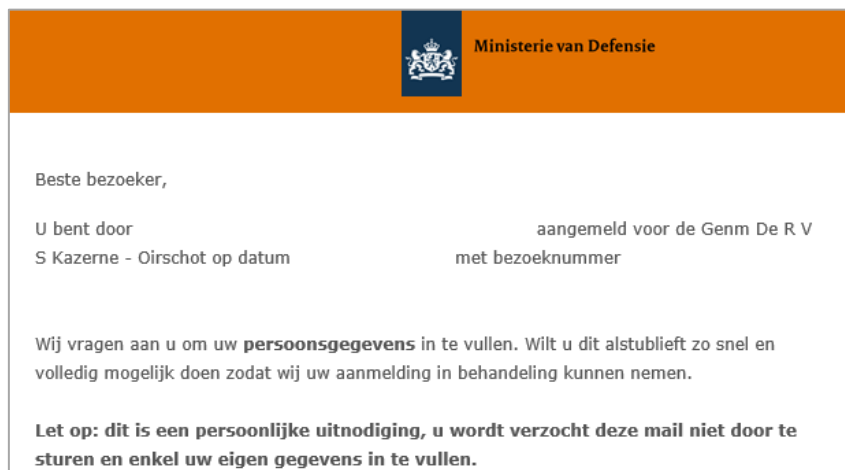 Ministerie van Defensie
Beste bezoeker,
U bent door aangemeld voor de Genm De R V
S Kazerne - Oirschot op datum met bezoeknummer
Wij vragen aan u om uw persoonsgegevens in te vullen. Wilt u dit alstublieft zo snel en
volledig mogelijk doen zodat wij uw aanmelding in behandeling kunnen nemen.
Let op: dit is een persoonlijke uitnodiging, u wordt verzocht deze mail niet door te
sturen en enkel uw eigen gegevens in te vullen.